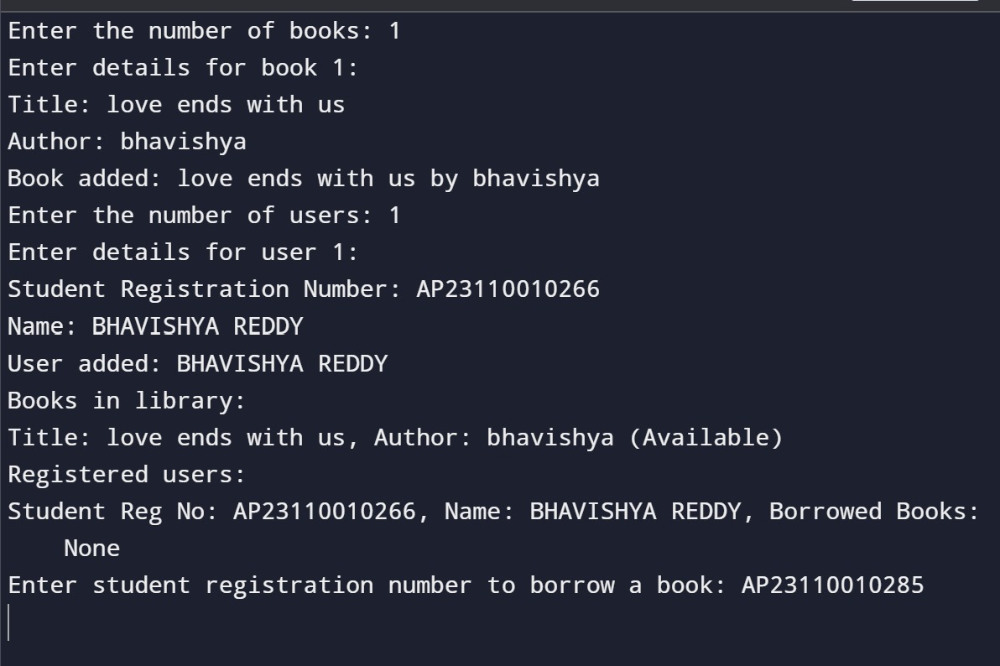 Enter the number of books: 1
Enter details for book 1:
Title: love ends with us
Author: bhavishya
Book added: love ends with us by bhavishya
Enter the number of users: 1
Enter details for user 1:
Student Registration Number: AP23110010266
Name: BHAVISHYA REDDY
User added: BHAVISHYA REDDY
Books in library:
Title: love ends with us, Author: bhavishya (Available)
Registered users:
Student Reg No: AP23110010266, Name: BHAVISHYA REDDY, Borrowed Books:
    None
Enter student registration number to borrow a book: AP23110010285